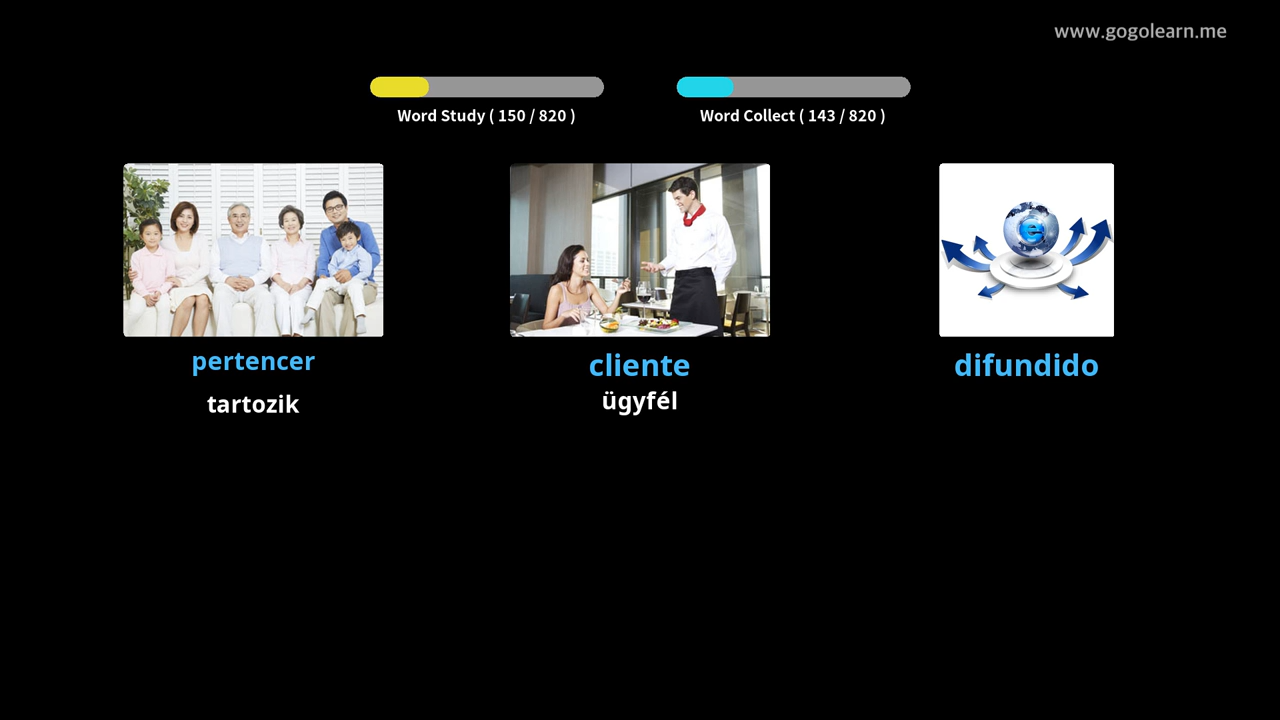 www.gogolearn.me
Word Study ( 150 / 820 )
Word Collect ( 143 / 820 )
pertencer
tartozik
cliente
ügyfél
difundido
e